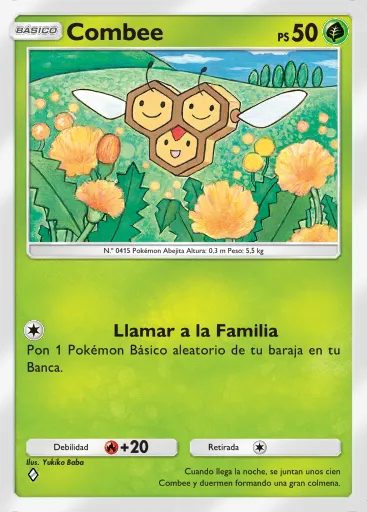 BÁSICO
Combee
PS 50
N.º 0415 Pokémon Abejita Altura: 0,3 m Peso: 5,5 kg
Llamar a la Familia
Pon 1 Pokémon Básico aleatorio de tu baraja en tu
Banca.
Debilidad +20 Retirada
Ilus. Yukiko Baba
Cuando llega la noche, se juntan unos cien
Combee y duermen formando una gran colmena.